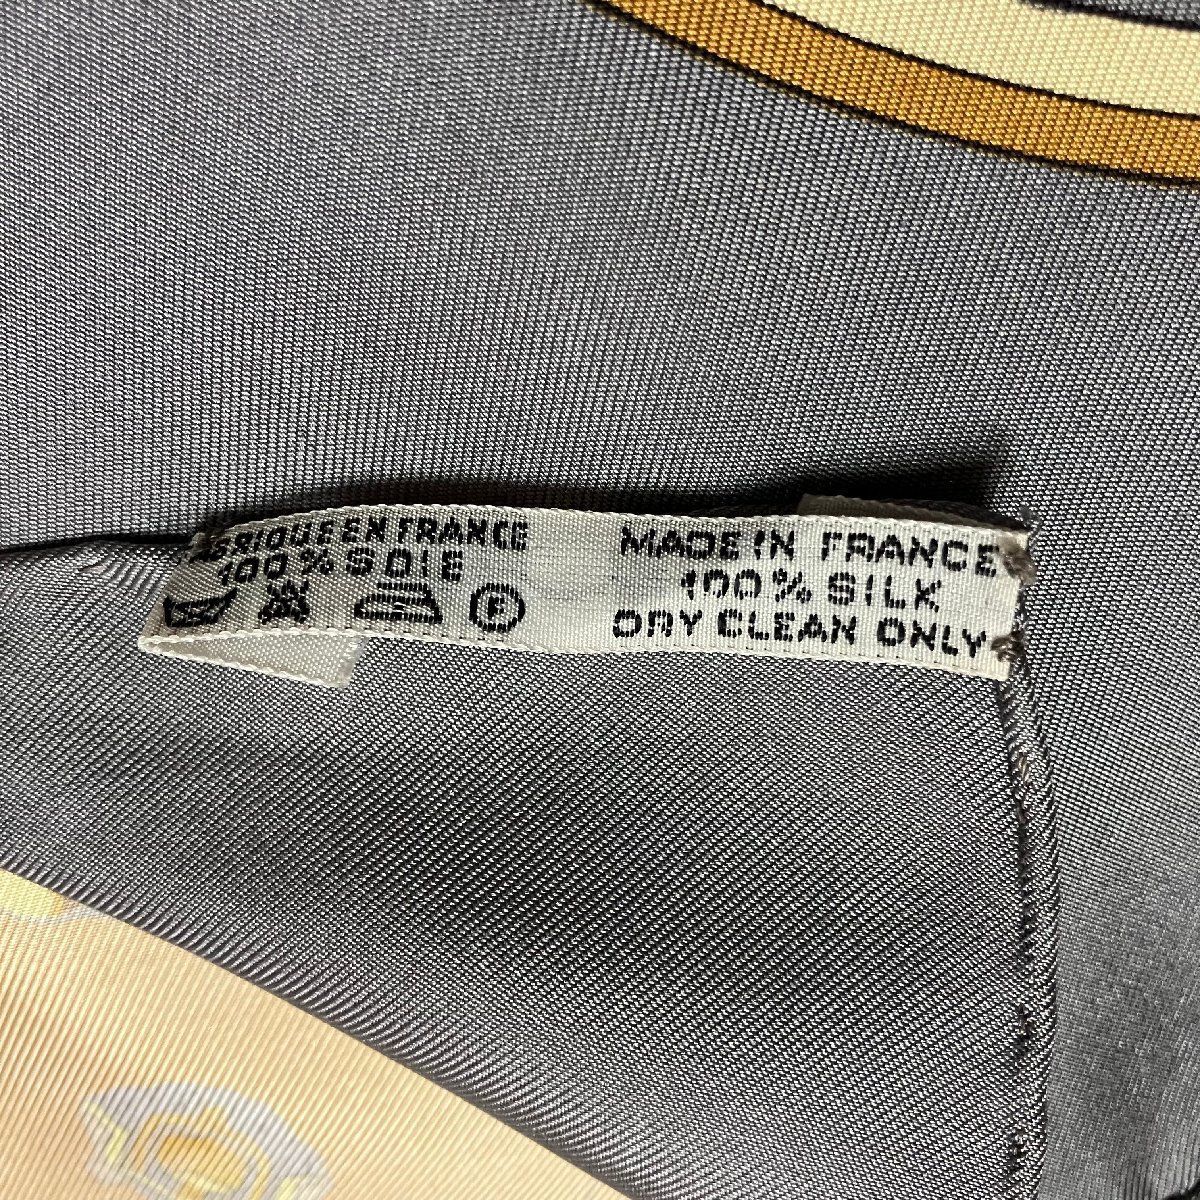 FABRIQUE EN FRANCE
100% SOIE
F
MADE IN FRANCE
100% SILK
DRY CLEAN ONLY